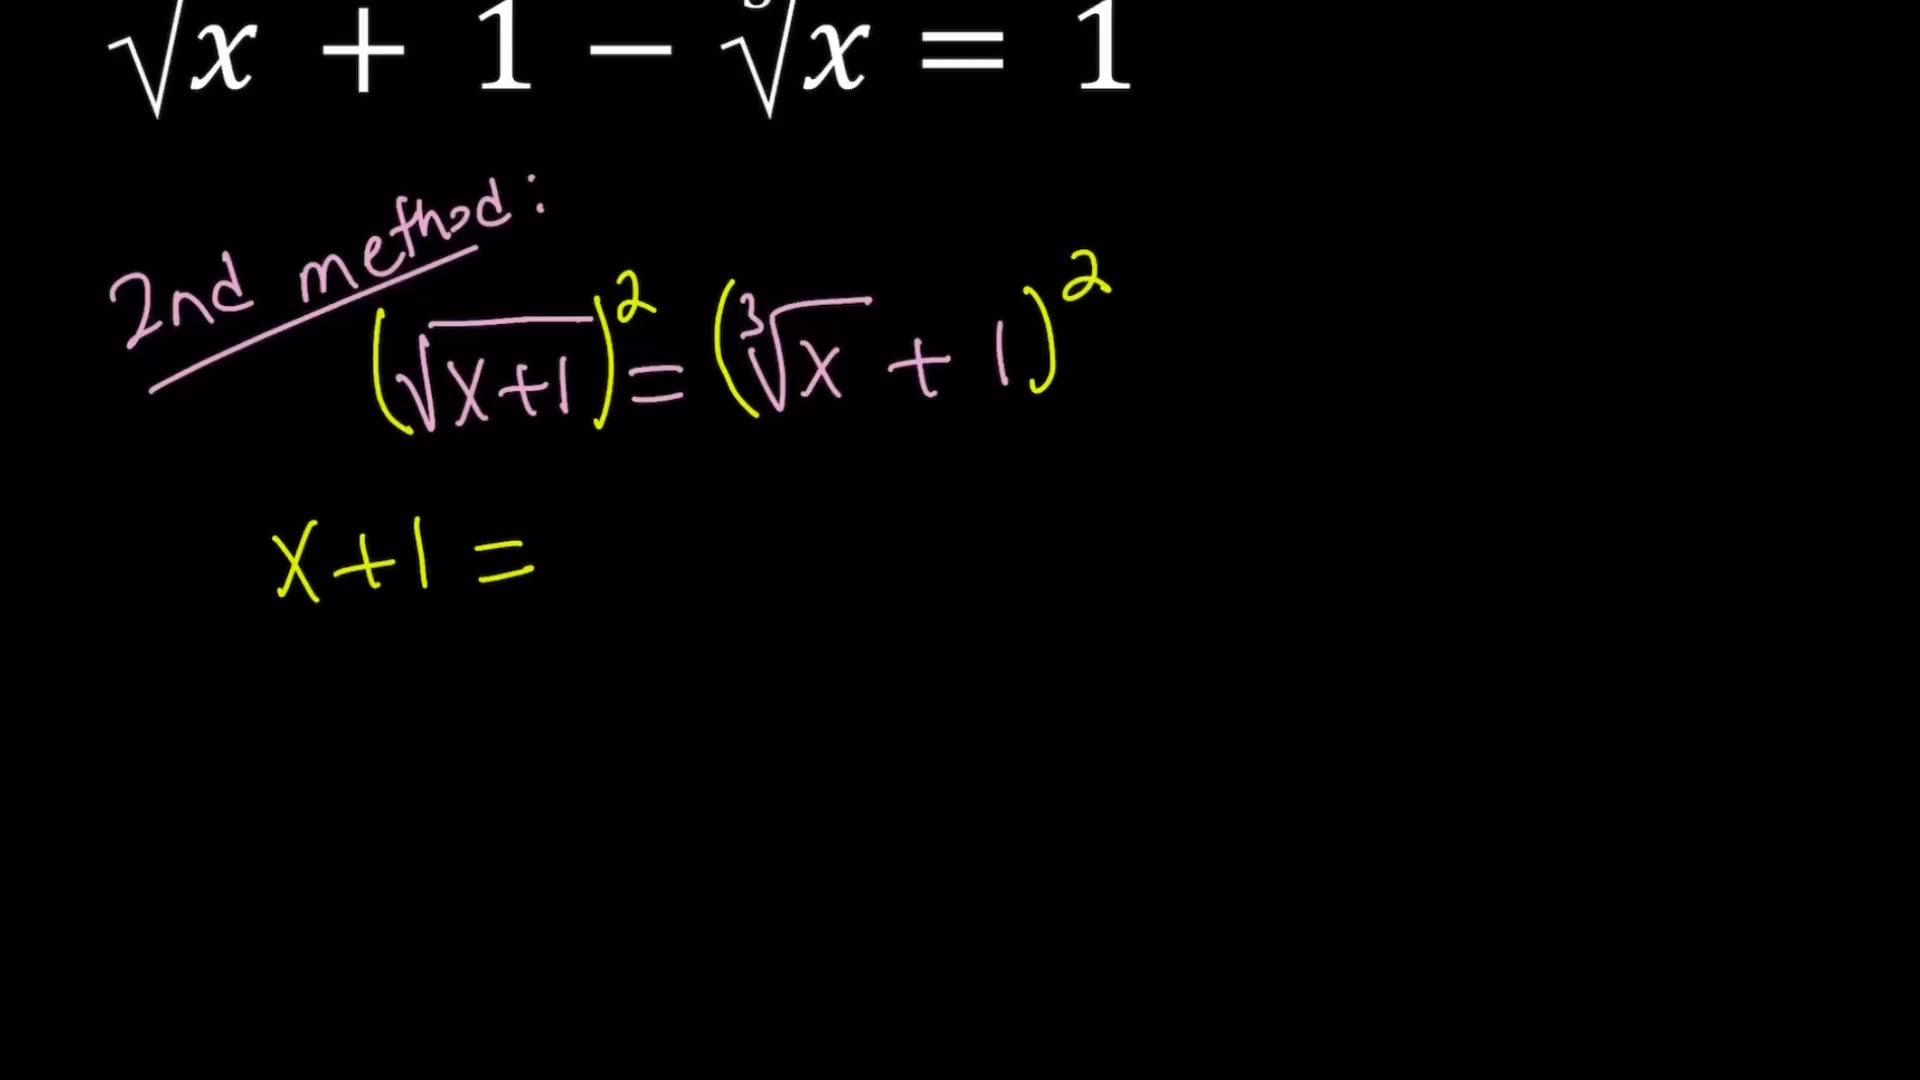 √x + 1 − ∛x = 1
2nd method:
(√(x+1))² = (∛x + 1)²
x+1 =